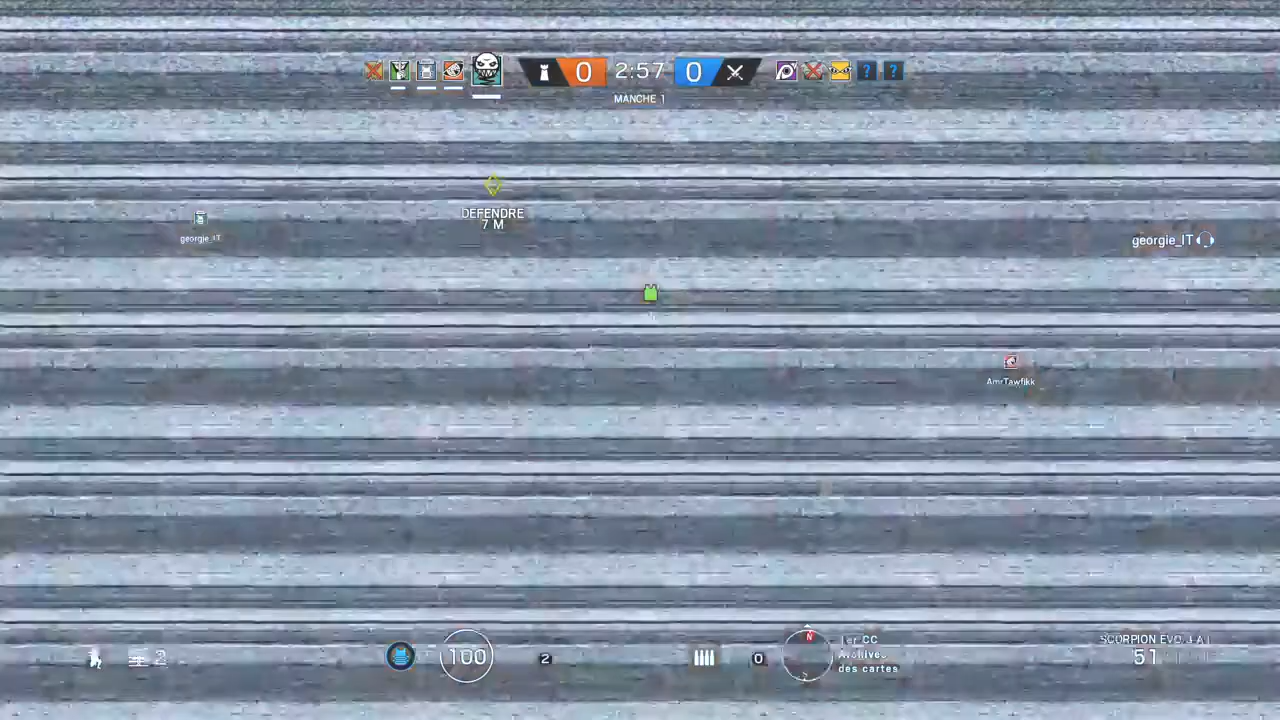 0 2:57 0
MANCHE 1
DEFENDRE
7 M
georgie_IT
georgie_IT
AmrTawfikk
? ?
2
100
2
0
N
1er CC
Archives
des cartes
SCORPION EVO 3 A1
51